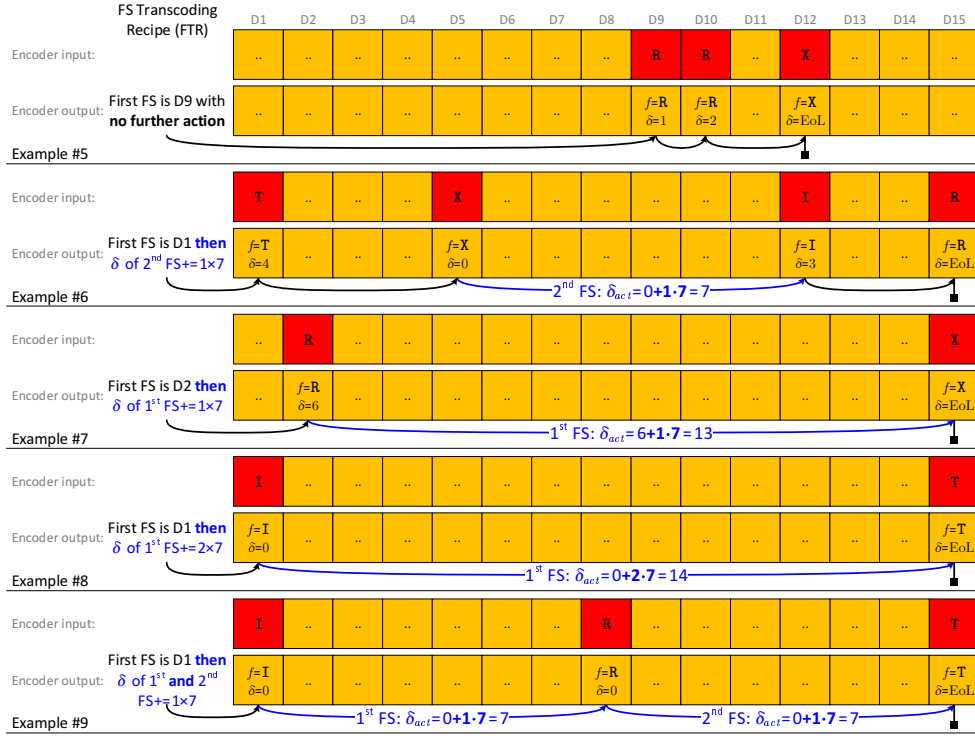 FS Transcoding
Recipe (FTR)
D1 D2 D3 D4 D5 D6 D7 D8 D9 D10 D11 D12 D13 D14 D15
Encoder input: .. .. .. .. .. .. .. .. R R .. X .. .. ..
Encoder output: First FS is D9 with
no further action
.. .. .. .. .. .. .. .. f=R f=R .. f=X .. .. ..
δ=1 δ=2 δ=EoL
Example #5
Encoder input: T .. .. .. X .. .. .. .. .. .. I .. .. R
Encoder output: First FS is D1 then
δ of 2nd FS+=1×7
f=T .. .. .. f=X .. .. .. .. .. .. f=I .. .. f=R
δ=4 δ=0 δ=3 δ=EoL
2nd FS: δact=0+1·7=7
Example #6
Encoder input: .. R .. .. .. .. .. .. .. .. .. .. .. .. X
Encoder output: First FS is D2 then
δ of 1st FS+=1×7
.. f=R .. .. .. .. .. .. .. .. .. .. .. .. f=X
δ=6 δ=EoL
1st FS: δact=6+1·7=13
Example #7
Encoder input: I .. .. .. .. .. .. .. .. .. .. .. .. .. T
Encoder output: First FS is D1 then
δ of 1st FS+=2×7
f=I .. .. .. .. .. .. .. .. .. .. .. .. .. f=T
δ=0 δ=EoL
1st FS: δact=0+2·7=14
Example #8
Encoder input: I .. .. .. .. .. .. R .. .. .. .. .. .. T
Encoder output: First FS is D1 then
δ of 1st and 2nd
FS+=1×7
f=I .. .. .. .. .. .. f=R .. .. .. .. .. .. f=T
δ=0 δ=0 δ=EoL
1st FS: δact=0+1·7=7 2nd FS: δact=0+1·7=7
Example #9